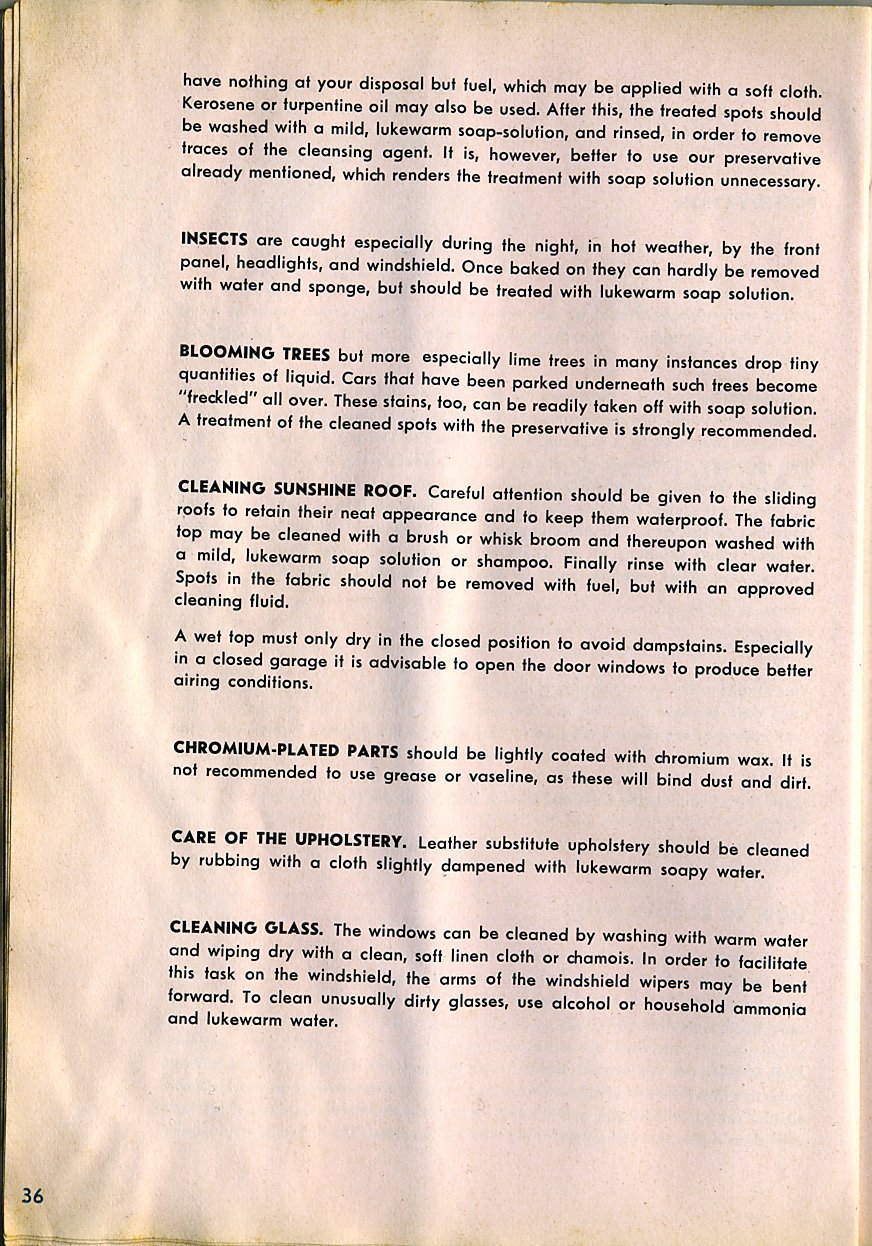 have nothing at your disposal but fuel, which may be applied with a soft cloth.
Kerosene or turpentine oil may also be used. After this, the treated spots should
be washed with a mild, lukewarm soap-solution, and rinsed, in order to remove
traces of the cleansing agent. It is, however, better to use our preservative
already mentioned, which renders the treatment with soap solution unnecessary.
INSECTS are caught especially during the night, in hot weather, by the front
panel, headlights, and windshield. Once baked on they can hardly be removed
with water and sponge, but should be treated with lukewarm soap solution.
BLOOMING TREES but more especially lime trees in many instances drop tiny
quantities of liquid. Cars that have been parked underneath such trees become
"freckled" all over. These stains, too, can be readily taken off with soap solution.
A treatment of the cleaned spots with the preservative is strongly recommended.
CLEANING SUNSHINE ROOF. Careful attention should be given to the sliding
roofs to retain their neat appearance and to keep them waterproof. The fabric
top may be cleaned with a brush or whisk broom and thereupon washed with
a mild, lukewarm soap solution or shampoo. Finally rinse with clear water.
Spots in the fabric should not be removed with fuel, but with an approved
cleaning fluid.
A wet top must only dry in the closed position to avoid dampstains. Especially
in a closed garage it is advisable to open the door windows to produce better
airing conditions.
CHROMIUM-PLATED PARTS should be lightly coated with chromium wax. It is
not recommended to use grease or vaseline, as these will bind dust and dirt.
CARE OF THE UPHOLSTERY. Leather substitute upholstery should be cleaned
by rubbing with a cloth slightly dampened with lukewarm soapy water.
CLEANING GLASS. The windows can be cleaned by washing with warm water
and wiping dry with a clean, soft linen cloth or chamois. In order to facilitate
this task on the windshield, the arms of the windshield wipers may be bent
forward. To clean unusually dirty glasses, use alcohol or household ammonia
and lukewarm water.
36